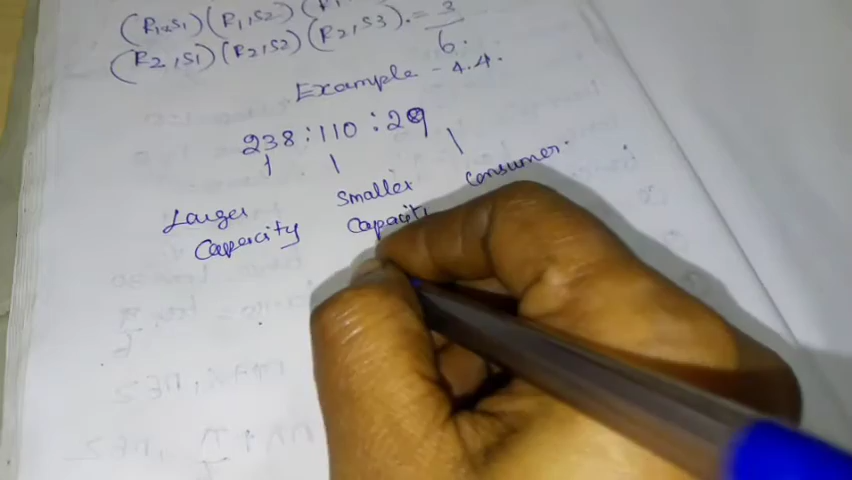 (R1,S1) (R1,S2)
(R2,S1) (R2,S2) (R2,S3). = 3/6.
Example - 4.4.
238 : 110 : 29
Larger Smaller Consumer.
Capacity Capacity